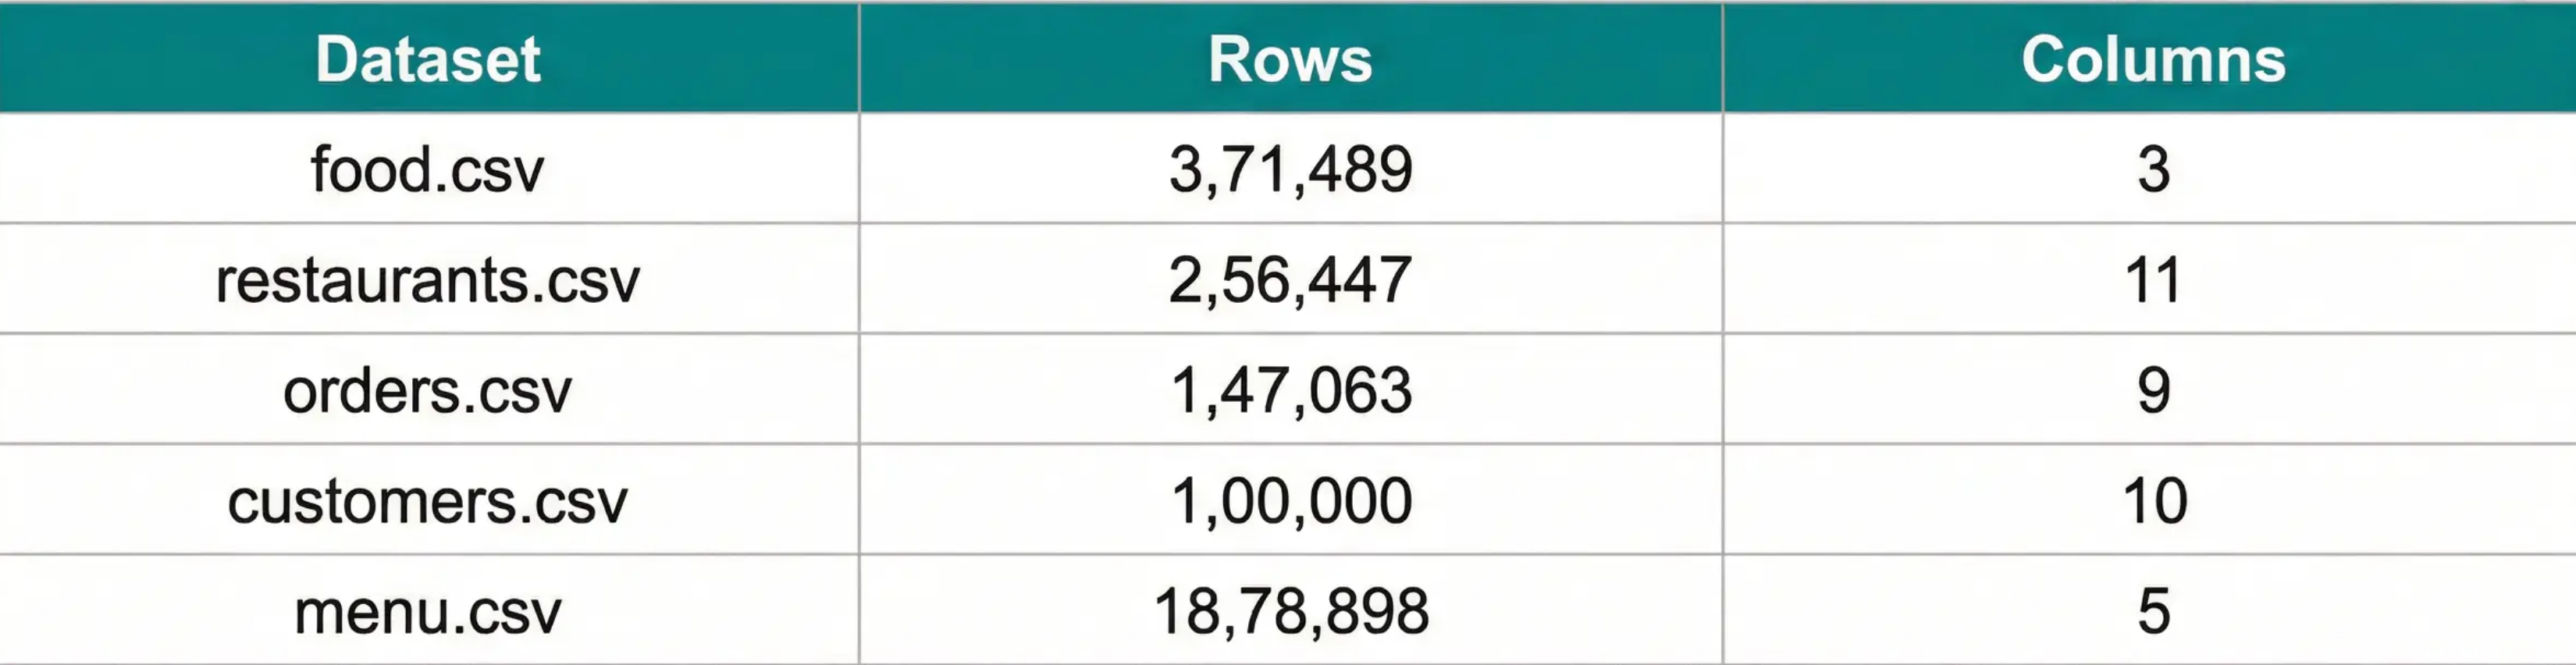 Dataset Rows Columns
food.csv 3,71,489 3
restaurants.csv 2,56,447 11
orders.csv 1,47,063 9
customers.csv 1,00,000 10
menu.csv 18,78,898 5